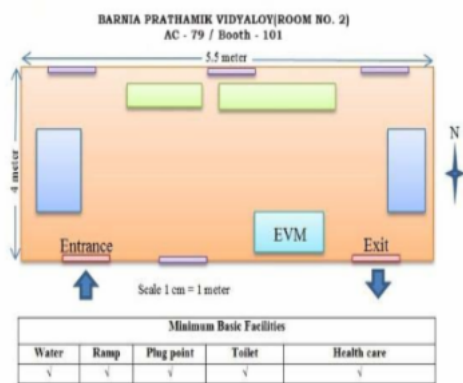 BARNIA PRATHAMIK VIDYALOY(ROOM NO. 2)
AC - 79 / Booth - 101
5.5 meter
4 meter
N
EVM
Entrance
Exit
Scale 1 cm = 1 meter
Minimum Basic Facilities
Water Ramp Plug point Toilet Health care
√ √ √ √ √